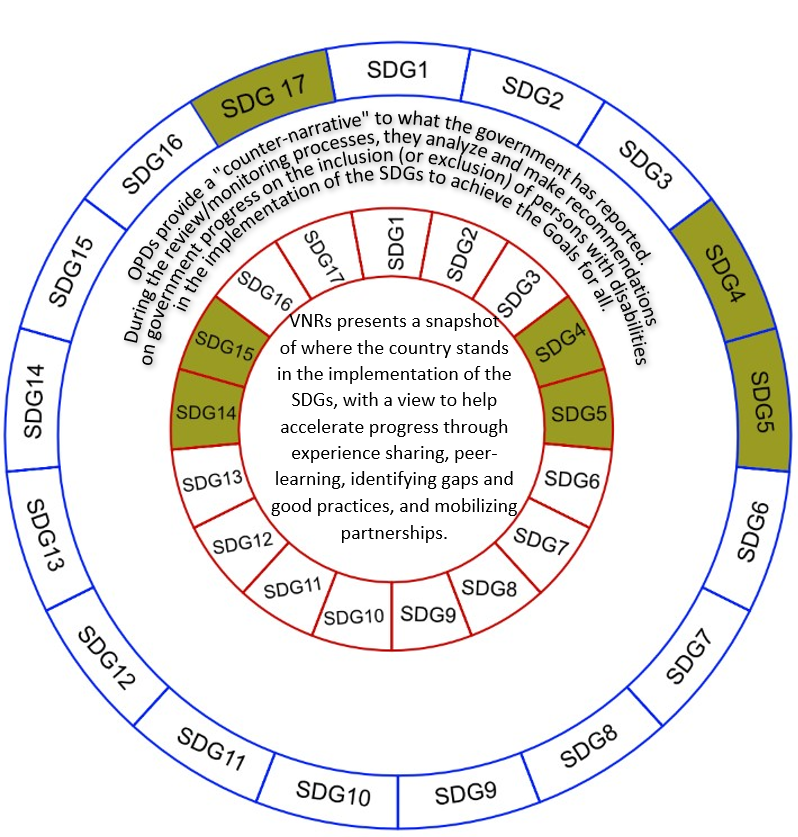 SDG1
SDG2
SDG3
SDG4
SDG5
SDG6
SDG7
SDG8
SDG9
SDG10
SDG11
SDG12
SDG13
SDG14
SDG15
SDG16
SDG 17
OPDs provide a "counter-narrative" to what the government has reported.
During the review/monitoring processes, they analyze and make recommendations
on government progress on the inclusion (or exclusion) of persons with disabilities
in the implementation of the SDGs to achieve the Goals for all.
SDG1
SDG2
SDG3
SDG4
SDG5
SDG6
SDG7
SDG8
SDG9
SDG10
SDG11
SDG12
SDG13
SDG14
SDG15
SDG16
SDG17
VNRs presents a snapshot
of where the country stands
in the implementation of the
SDGs, with a view to help
accelerate progress through
experience sharing, peer-
learning, identifying gaps and
good practices, and mobilizing
partnerships.